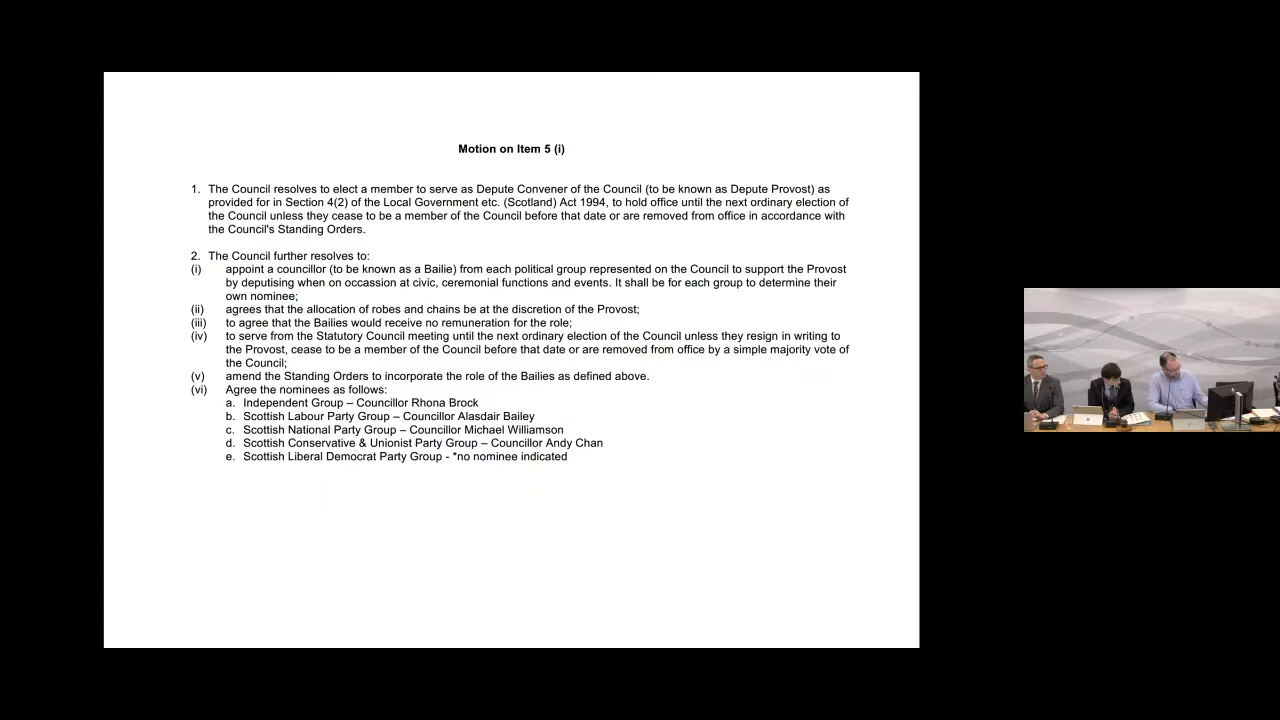 Motion on Item 5 (i)
1. The Council resolves to elect a member to serve as Depute Convener of the Council (to be known as Depute Provost) as
provided for in Section 4(2) of the Local Government etc. (Scotland) Act 1994, to hold office until the next ordinary election of
the Council unless they cease to be a member of the Council before that date or are removed from office in accordance with
the Council's Standing Orders.
2. The Council further resolves to:
(i) appoint a councillor (to be known as a Bailie) from each political group represented on the Council to support the Provost
by deputising when on occassion at civic, ceremonial functions and events. It shall be for each group to determine their
own nominee;
(ii) agrees that the allocation of robes and chains be at the discretion of the Provost;
(iii) to agree that the Bailies would receive no remuneration for the role;
(iv) to serve from the Statutory Council meeting until the next ordinary election of the Council unless they resign in writing to
the Provost, cease to be a member of the Council before that date or are removed from office by a simple majority vote of
the Council;
(v) amend the Standing Orders to incorporate the role of the Bailies as defined above.
(vi) Agree the nominees as follows:
a. Independent Group – Councillor Rhona Brock
b. Scottish Labour Party Group – Councillor Alasdair Bailey
c. Scottish National Party Group – Councillor Michael Williamson
d. Scottish Conservative & Unionist Party Group – Councillor Andy Chan
e. Scottish Liberal Democrat Party Group - *no nominee indicated